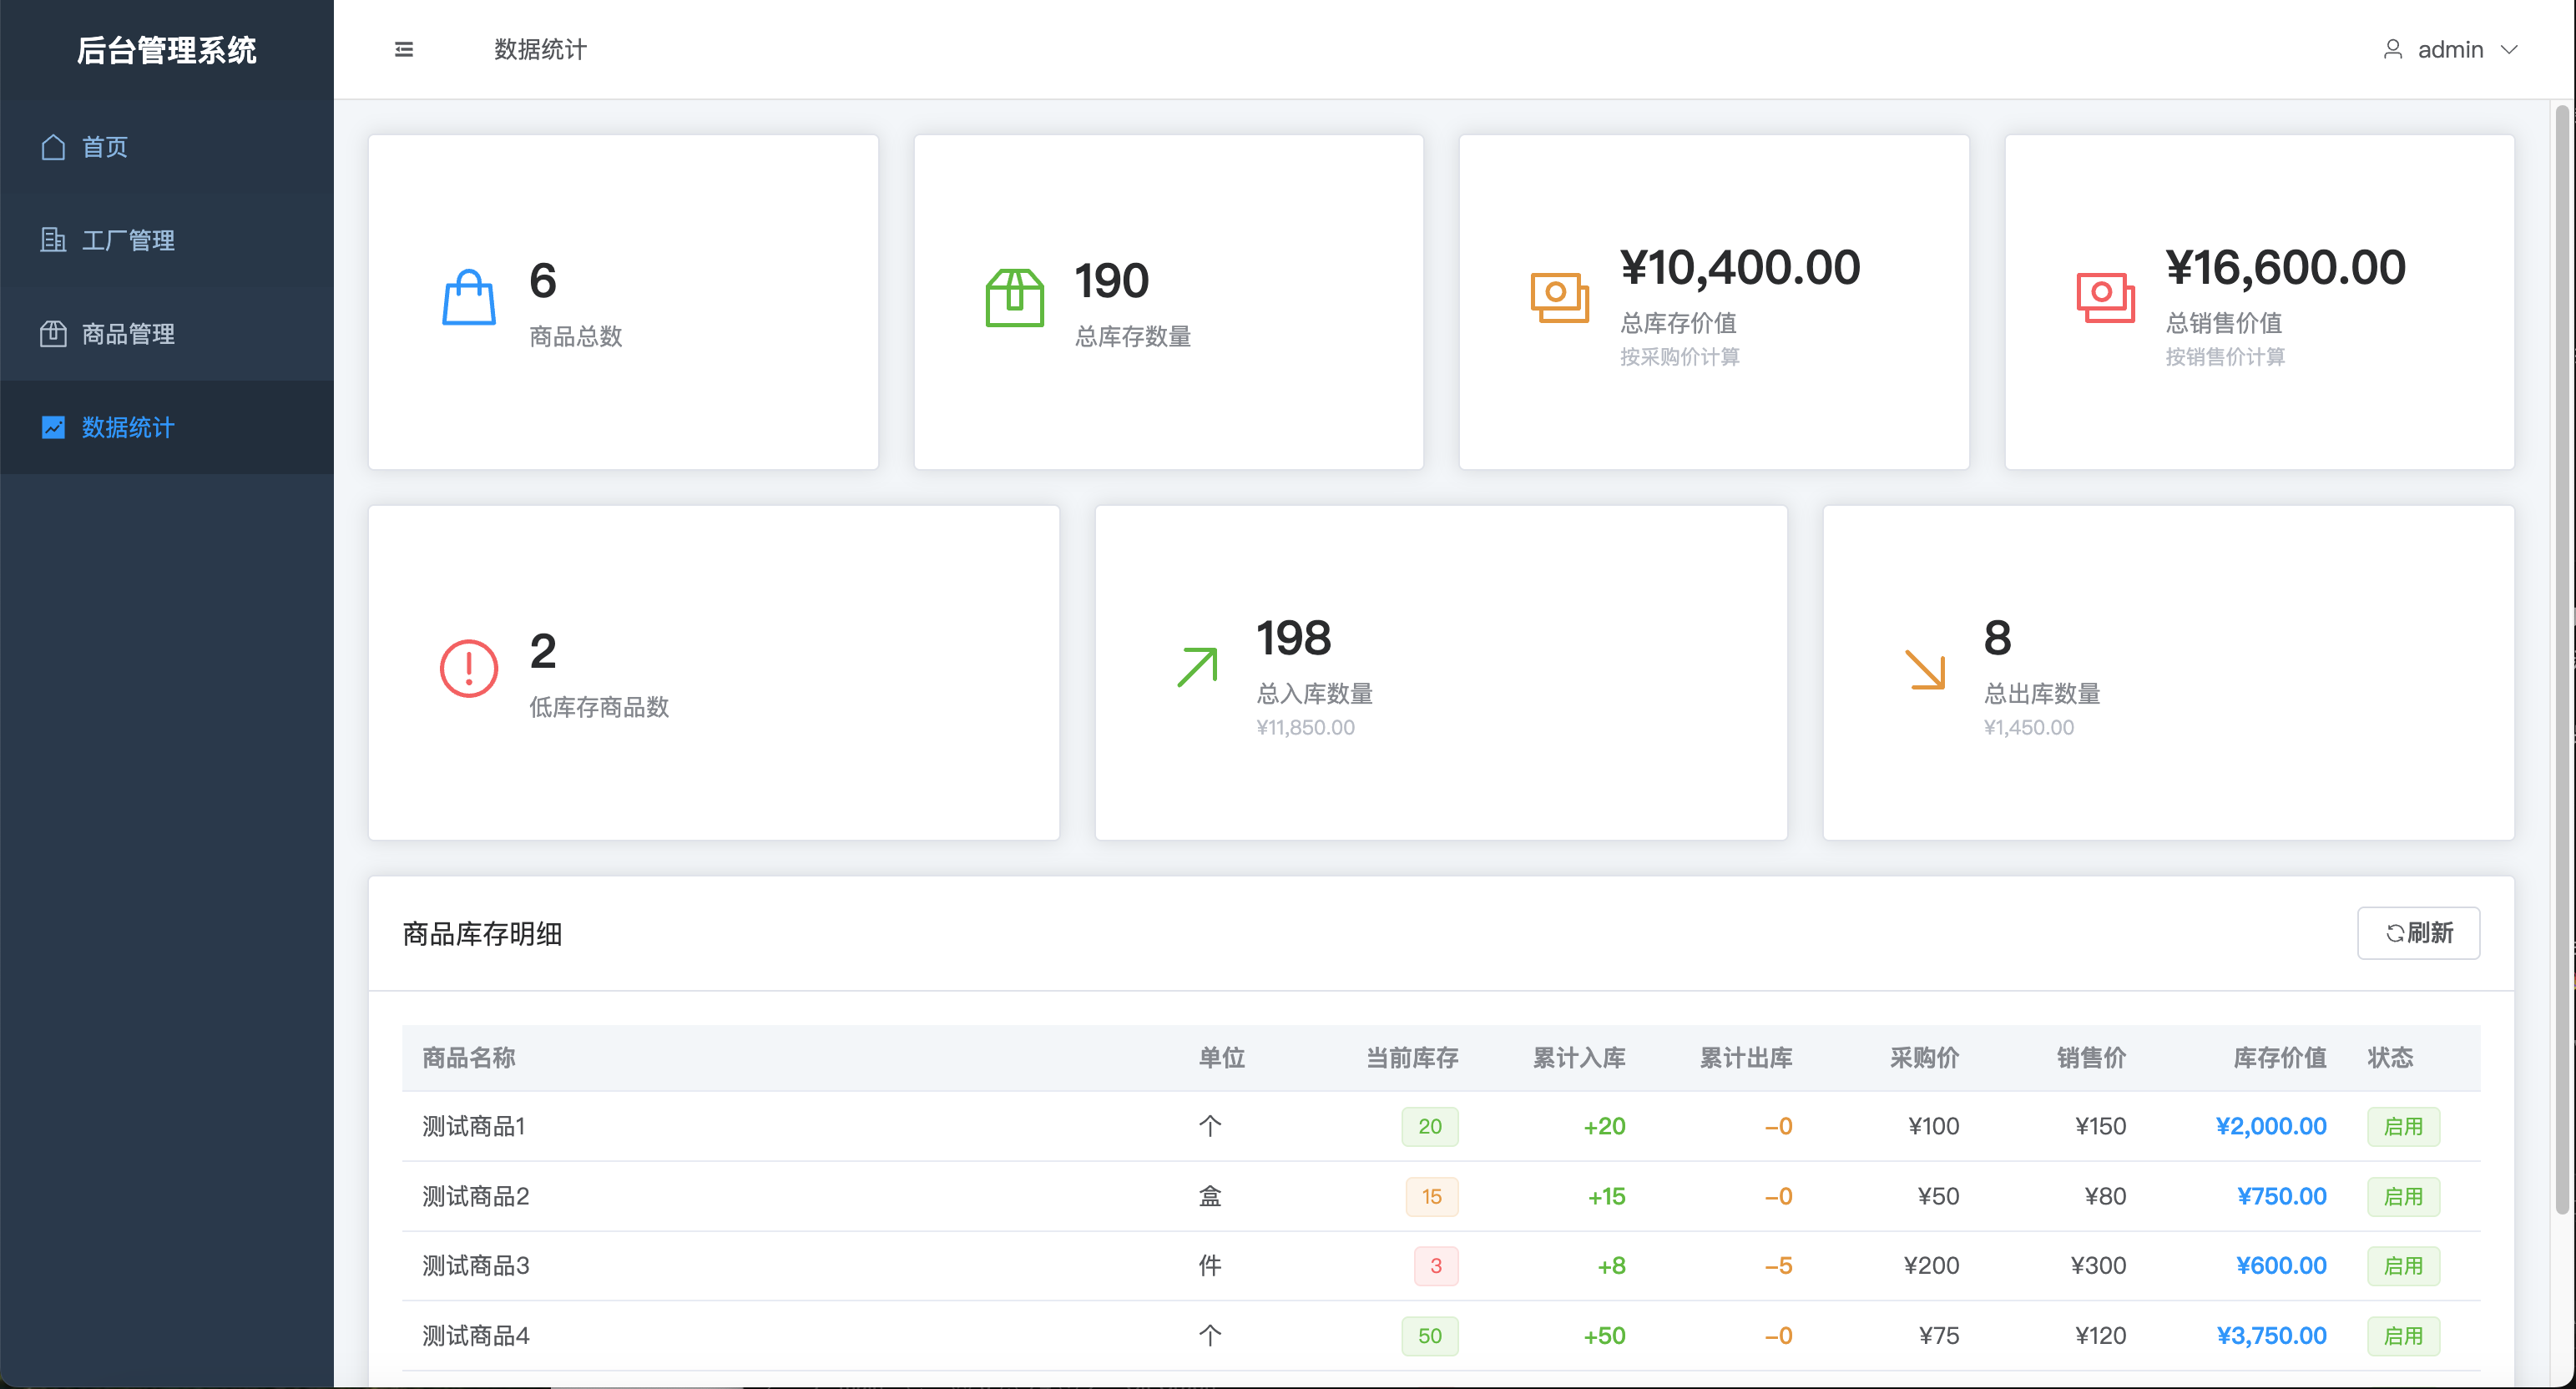 后台管理系统
数据统计
admin
首页
工厂管理
商品管理
数据统计
6
商品总数
190
总库存数量
¥10,400.00
总库存价值
按采购价计算
¥16,600.00
总销售价值
按销售价计算
2
低库存商品数
198
总入库数量
¥11,850.00
8
总出库数量
¥1,450.00
商品库存明细
刷新
商品名称 单位 当前库存 累计入库 累计出库 采购价 销售价 库存价值 状态
测试商品1 个 20 +20 -0 ¥100 ¥150 ¥2,000.00 启用
测试商品2 盒 15 +15 -0 ¥50 ¥80 ¥750.00 启用
测试商品3 件 3 +8 -5 ¥200 ¥300 ¥600.00 启用
测试商品4 个 50 +50 -0 ¥75 ¥120 ¥3,750.00 启用